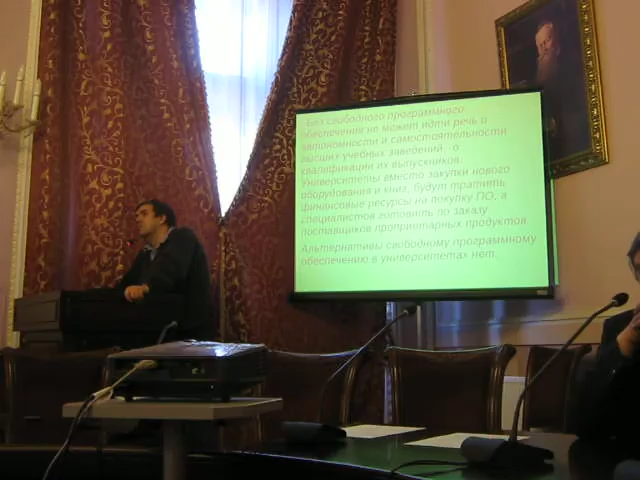 Без свободного программного
обеспечения не может идти речь и
автономности и самостоятельности
высших учебных заведений, о
квалификации их выпускников.
Университеты вместо закупки нового
оборудования и книг, будут тратить
финансовые ресурсы на покупку ПО, а
специалистов готовить по заказу
поставщиков проприетарных продуктов.
Альтернативы свободному программному
обеспечению в университетах нет.